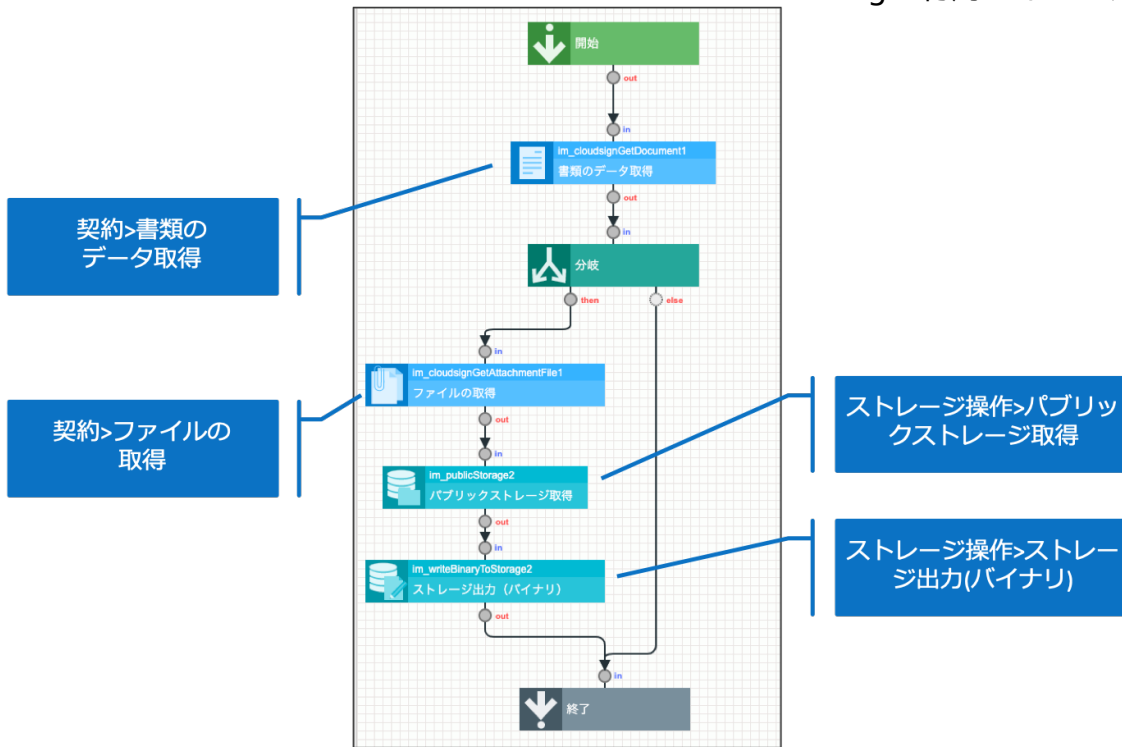 開始
out
in
im_cloudsignGetDocument1
書類のデータ取得
out
in
契約>書類の
データ取得
分岐
then
else
in
im_cloudsignGetAttachmentFile1
ファイルの取得
out
契約>ファイルの
取得
ストレージ操作>パブリッ
クストレージ取得
in
im_publicStorage2
パブリックストレージ取得
out
in
im_writeBinaryToStorage2
ストレージ出力（バイナリ）
out
ストレージ操作>ストレー
ジ出力(バイナリ)
in
終了